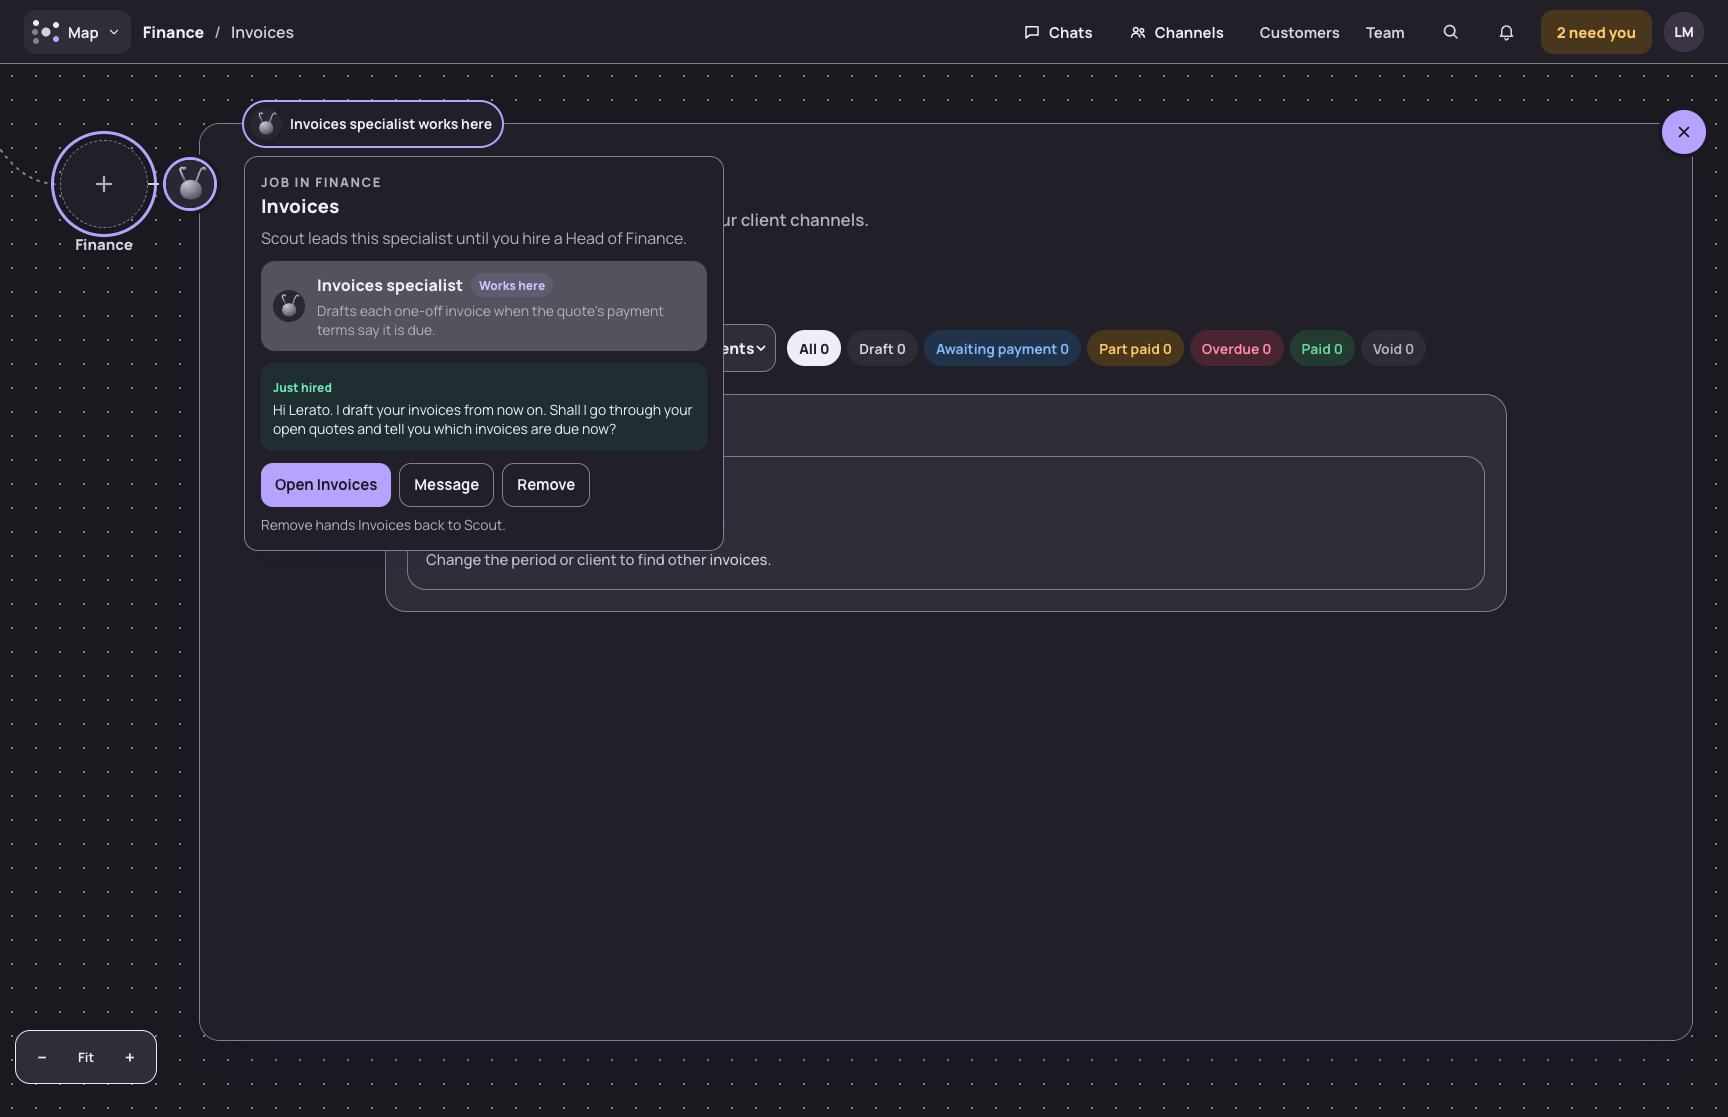 Map
Finance / Invoices
Chats
Channels
Customers
Team
2 need you
LM
Invoices specialist works here
Finance
JOB IN FINANCE
Invoices
Scout leads this specialist until you hire a Head of Finance.
Invoices specialist
Works here
Drafts each one-off invoice when the quote's payment
terms say it is due.
Just hired
Hi Lerato. I draft your invoices from now on. Shall I go through your
open quotes and tell you which invoices are due now?
Open Invoices
Message
Remove
Remove hands Invoices back to Scout.
client channels.
All 0
Draft 0
Awaiting payment 0
Part paid 0
Overdue 0
Paid 0
Void 0
Change the period or client to find other invoices.
− Fit +